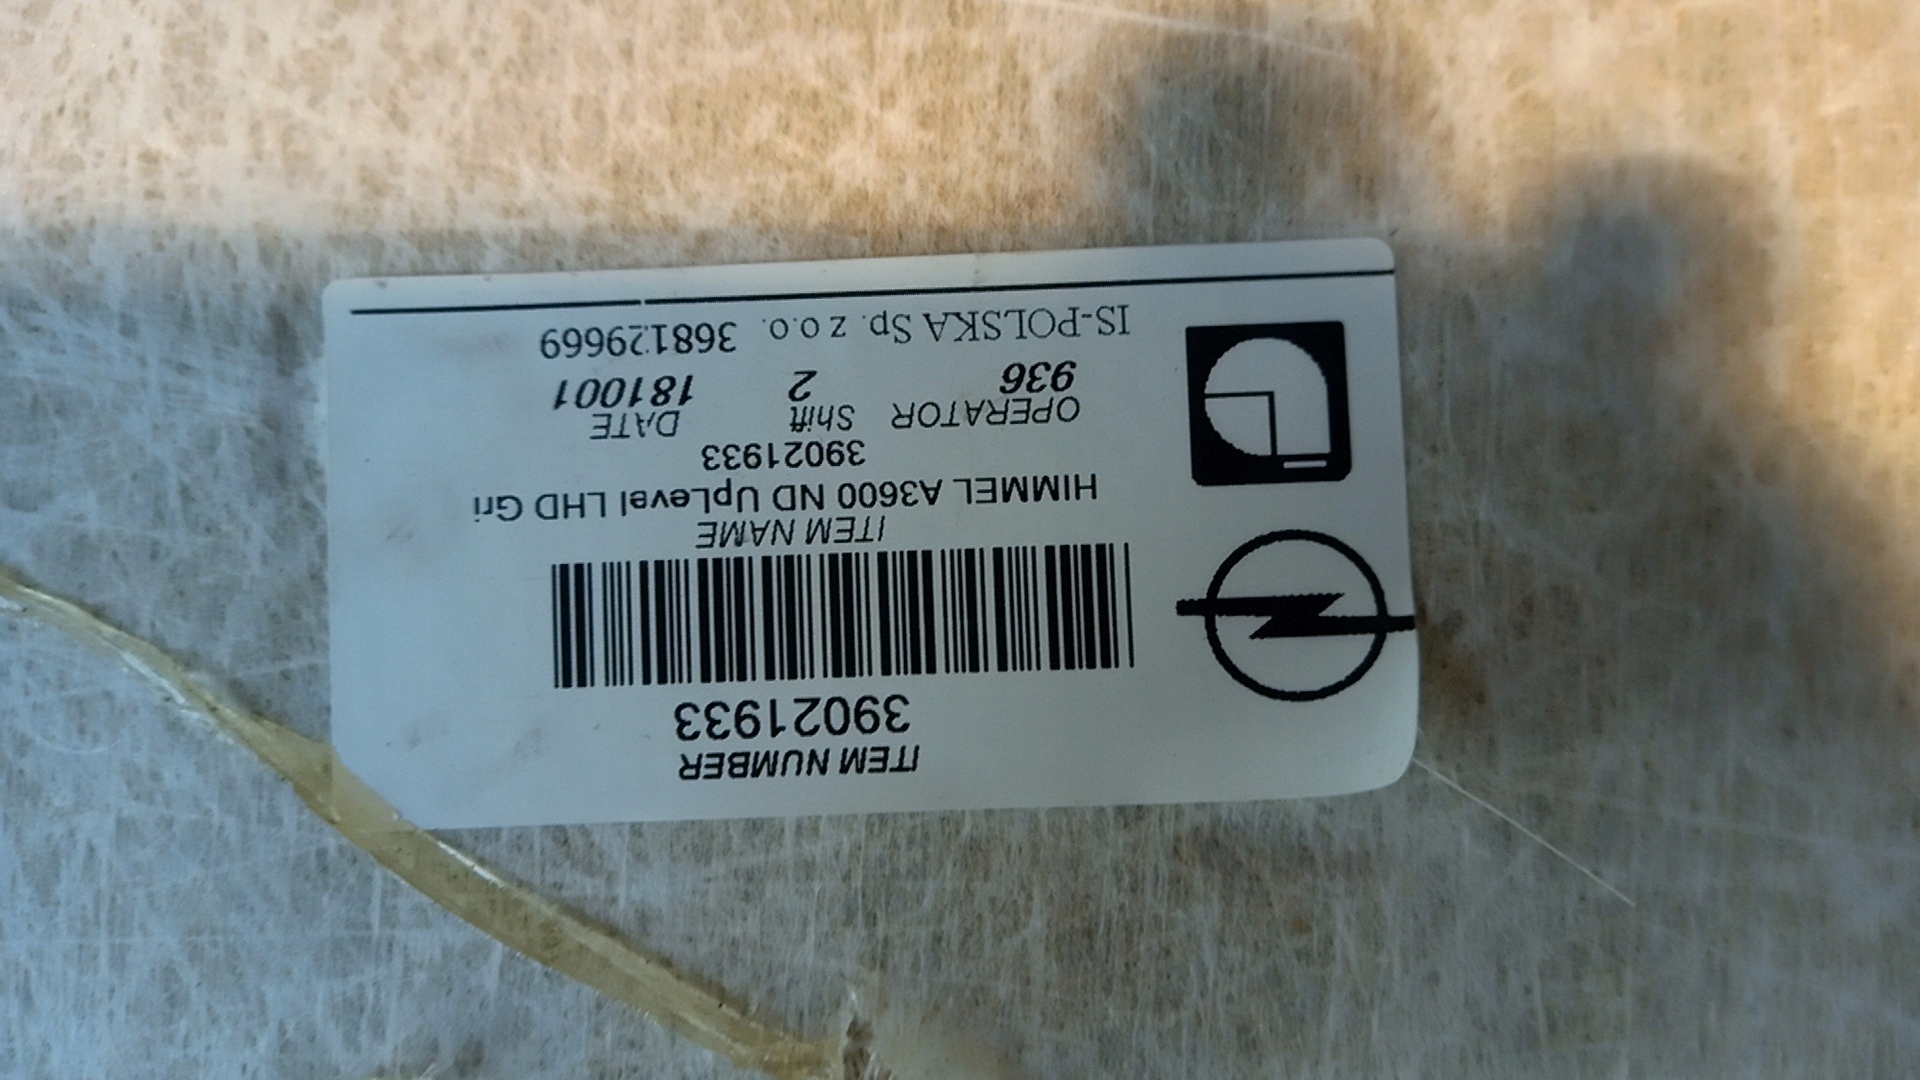 ITEM NUMBER
39021933
ITEM NAME
HIMMEL A3600 ND UpLevel LHD Gri
39021933
OPERATOR Shift DATE
936 2 181001
IS-POLSKA Sp. z o.o. 368129669